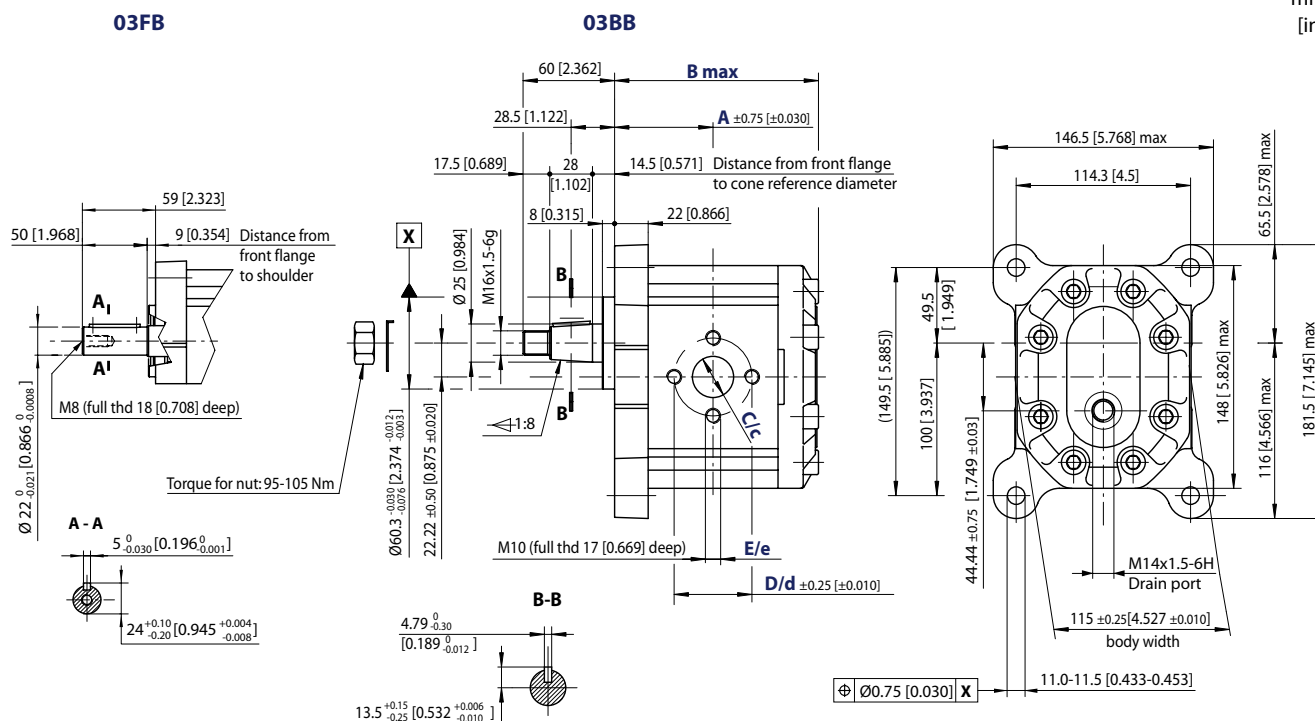 03FB
03BB
60 [2.362]
B max
28.5 [1.122]
A ±0.75 [±0.030]
17.5 [0.689]
28
[1.102]
14.5 [0.571] Distance from front flange
to cone reference diameter
8 [0.315]
22 [0.866]
59 [2.323]
50 [1.968]
9 [0.354] Distance from
front flange
to shoulder
X
Ø 25 [0.984]
M16x1.5-6g
B
B
A
A
M8 (full thd 18 [0.708] deep)
Ø 22 0 -0.021 [0.866 0 -0.0008]
Torque for nut: 95-105 Nm
1:8
Ø60.3 -0.030 -0.076 [2.374 -0.012 -0.003]
22.22 ±0.50 [0.875 ±0.020]
C/c
M10 (full thd 17 [0.669] deep)
E/e
D/d ±0.25 [±0.010]
A - A
5 0 -0.030 [0.196 0 -0.001]
24 +0.10 -0.20 [0.945 +0.004 -0.008]
B-B
4.79 0 -0.30
[0.189 0 -0.012]
13.5 +0.15 -0.25 [0.532 +0.006 -0.010]
146.5 [5.768] max
114.3 [4.5]
65.5 [2.578] max
49.5
[ 1.949]
(149.5 [ 5.885])
100 [3.937]
44.44 ±0.75 [1.749 ±0.03]
148 [ 5.826] max
116 [4.566] max
181.5 [ 7.145] max
M14x1.5-6H
Drain port
115 ±0.25 [4.527 ±0.010]
body width
⌖ Ø0.75 [0.030] X
11.0-11.5 [0.433-0.453]